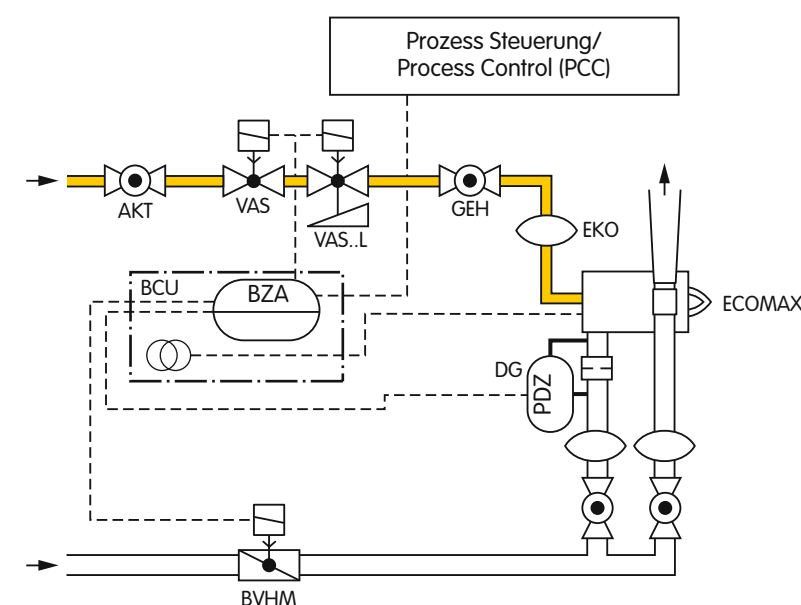 Prozess Steuerung/
Process Control (PCC)
AKT
VAS
VAS..L
GEH
EKO
BCU
BZA
ECOMAX
DG
PDZ
BVHM